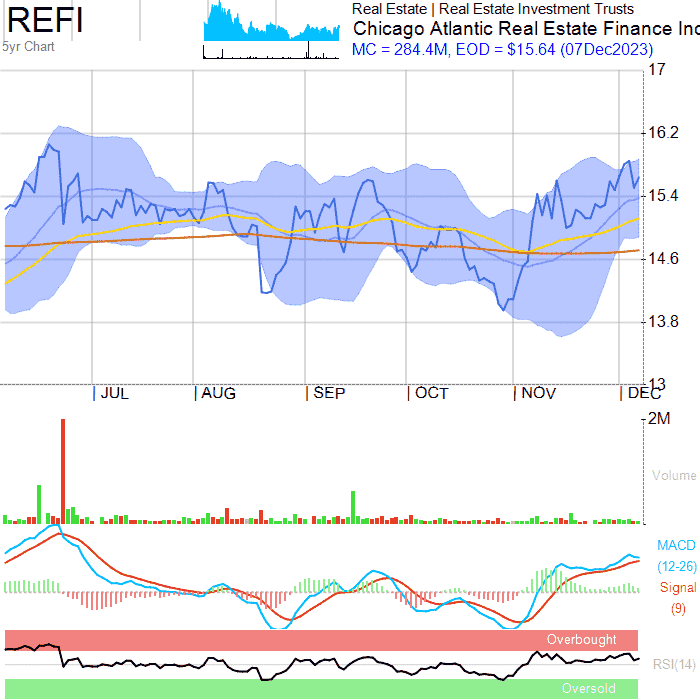 REFI
5yr Chart
Real Estate | Real Estate Investment Trusts
Chicago Atlantic Real Estate Finance Inc
MC = 284.4M, EOD = $15.64 (07Dec2023)
17
16.2
15.4
14.6
13.8
13
JUL AUG SEP OCT NOV DEC
2M
Volume
MACD
(12-26)
Signal
(9)
Overbought
RSI(14)
Oversold